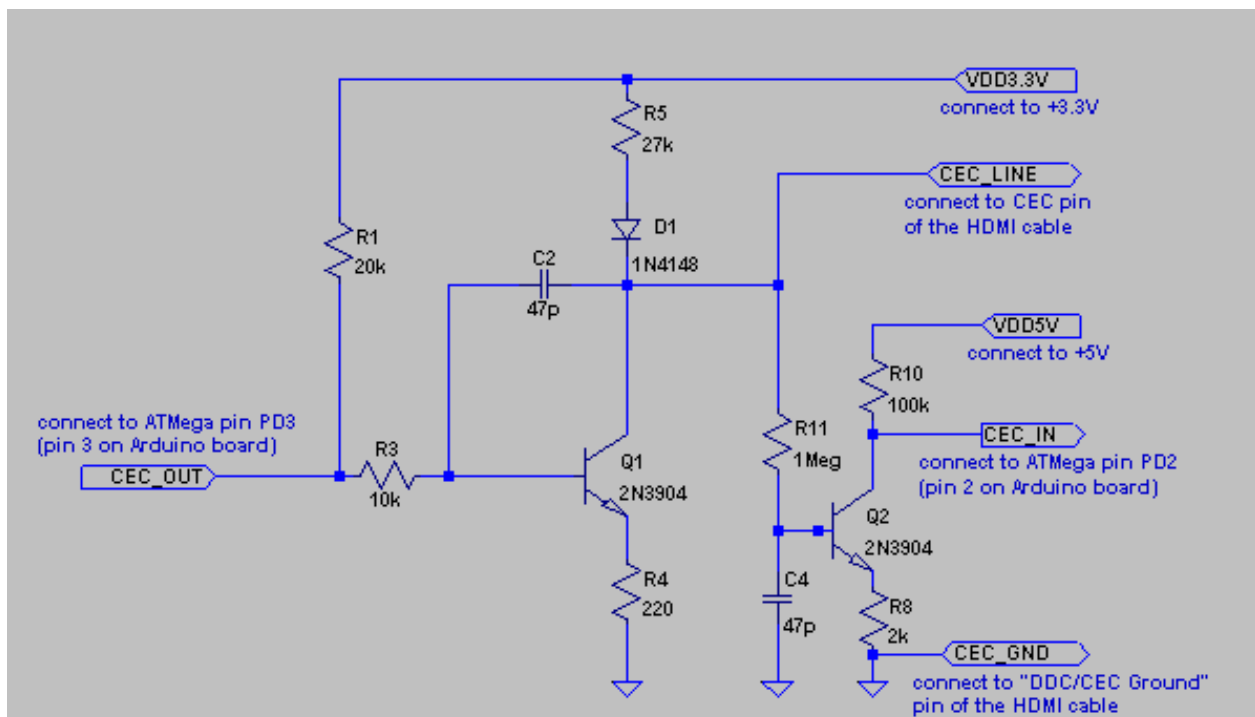 VDD3.3V
connect to +3.3V
R5
27k
CEC_LINE
connect to CEC pin
of the HDMI cable
R1
20k
D1
1N4148
C2
47p
VDD5V
connect to +5V
R10
100k
connect to ATMega pin PD3
(pin 3 on Arduino board)
CEC_OUT
R3
10k
Q1
2N3904
R11
1Meg
CEC_IN
connect to ATMega pin PD2
(pin 2 on Arduino board)
Q2
2N3904
R4
220
C4
47p
R8
2k
CEC_GND
connect to "DDC/CEC Ground"
pin of the HDMI cable